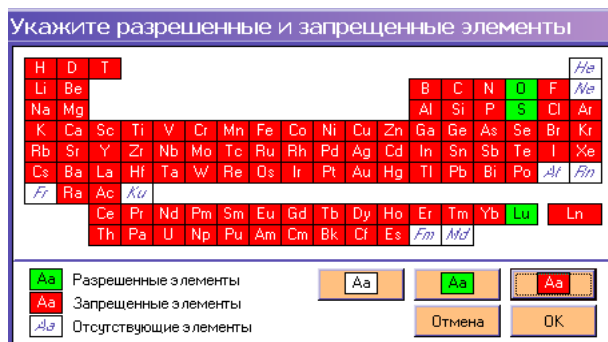 Укажите разрешенные и запрещенные элементы
H D T He
Li Be B C N O F Ne
Na Mg Al Si P S Cl Ar
K Ca Sc Ti V Cr Mn Fe Co Ni Cu Zn Ga Ge As Se Br Kr
Rb Sr Y Zr Nb Mo Tc Ru Rh Pd Ag Cd In Sn Sb Te I Xe
Cs Ba La Hf Ta W Re Os Ir Pt Au Hg Tl Pb Bi Po At Rn
Fr Ra Ac Ku
Ce Pr Nd Pm Sm Eu Gd Tb Dy Ho Er Tm Yb Lu Ln
Th Pa U Np Pu Am Cm Bk Cf Es Fm Md
Aa Разрешенные элементы
Aa Запрещенные элементы
Aa Отсутствующие элементы
Aa Aa Aa
Отмена OK